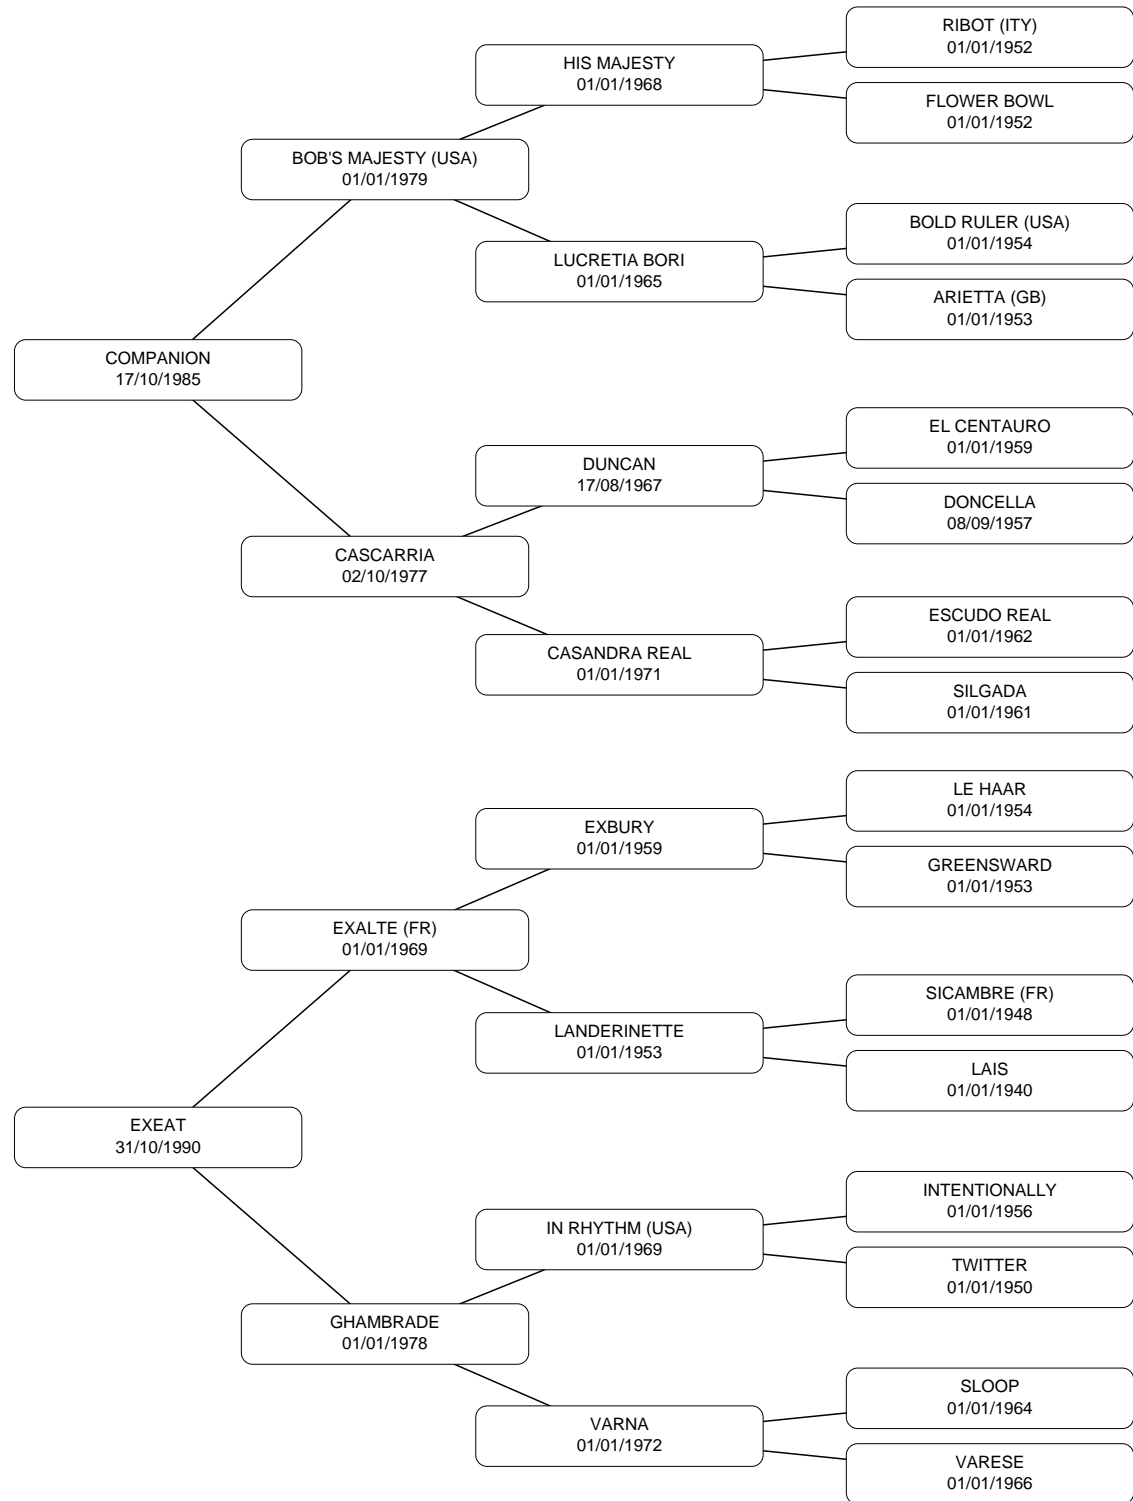 RIBOT (ITY)
01/01/1952
HIS MAJESTY
01/01/1968
FLOWER BOWL
01/01/1952
BOB'S MAJESTY (USA)
01/01/1979
BOLD RULER (USA)
01/01/1954
LUCRETIA BORI
01/01/1965
ARIETTA (GB)
01/01/1953
COMPANION
17/10/1985
EL CENTAURO
01/01/1959
DUNCAN
17/08/1967
DONCELLA
08/09/1957
CASCARRIA
02/10/1977
ESCUDO REAL
01/01/1962
CASANDRA REAL
01/01/1971
SILGADA
01/01/1961
LE HAAR
01/01/1954
EXBURY
01/01/1959
GREENSWARD
01/01/1953
EXALTE (FR)
01/01/1969
SICAMBRE (FR)
01/01/1948
LANDERINETTE
01/01/1953
LAIS
01/01/1940
EXEAT
31/10/1990
INTENTIONALLY
01/01/1956
IN RHYTHM (USA)
01/01/1969
TWITTER
01/01/1950
GHAMBRADE
01/01/1978
SLOOP
01/01/1964
VARNA
01/01/1972
VARESE
01/01/1966